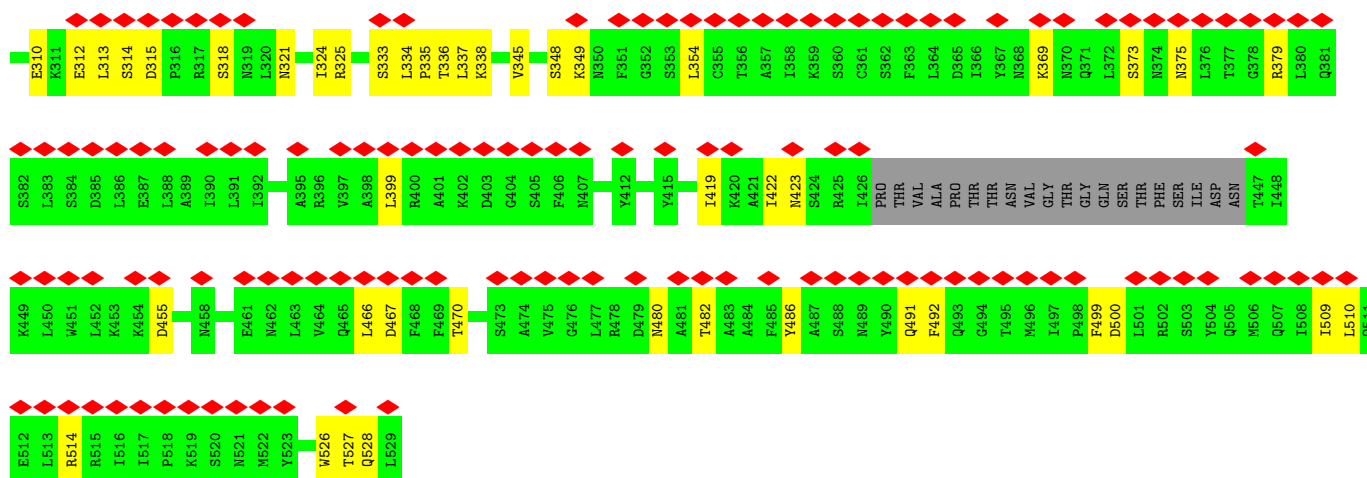 E310 K311 E312 L313 S314 D315 P316 R317 S318 N319 L320 N321 I324 R325 S333 L334 P335 T336 L337 K338 V345 S348 K349 N350 F351 G352 S353 L354 C355 T356 A357 I358 K359 S360 C361 S362 F363 L364 D365 I366 Y367 N368 K369 N370 Q371 L372 S373 N374 N375 L376 T377 G378 R379 L380 Q381
S382 L383 S384 D385 L386 E387 L388 A389 I390 L391 I392 A395 R396 V397 A398 L399 R400 A401 K402 D403 G404 S405 F406 N407 Y412 Y415 I419 K420 A421 I422 N423 S424 R425 I426 PRO THR VAL ALA PRO THR THR ASN VAL GLY THR GLY GLN SER THR PHE SER ILE ASP ASN T447 I448
K449 L450 W451 L452 K453 K454 D455 N458 E461 N462 L463 V464 Q465 L466 D467 F468 F469 T470 S473 A474 V475 G476 L477 R478 D479 N480 A481 T482 A483 A484 F485 Y486 A487 S488 N489 Y490 Q491 F492 Q493 G494 T495 M496 I497 P498 F499 D500 L501 R502 S503 Y504 Q505 M506 Q507 I508 I509 L510
E512 L513 R514 R515 I516 I517 P518 K519 S520 N521 M522 Y523 W526 T527 Q528 L529